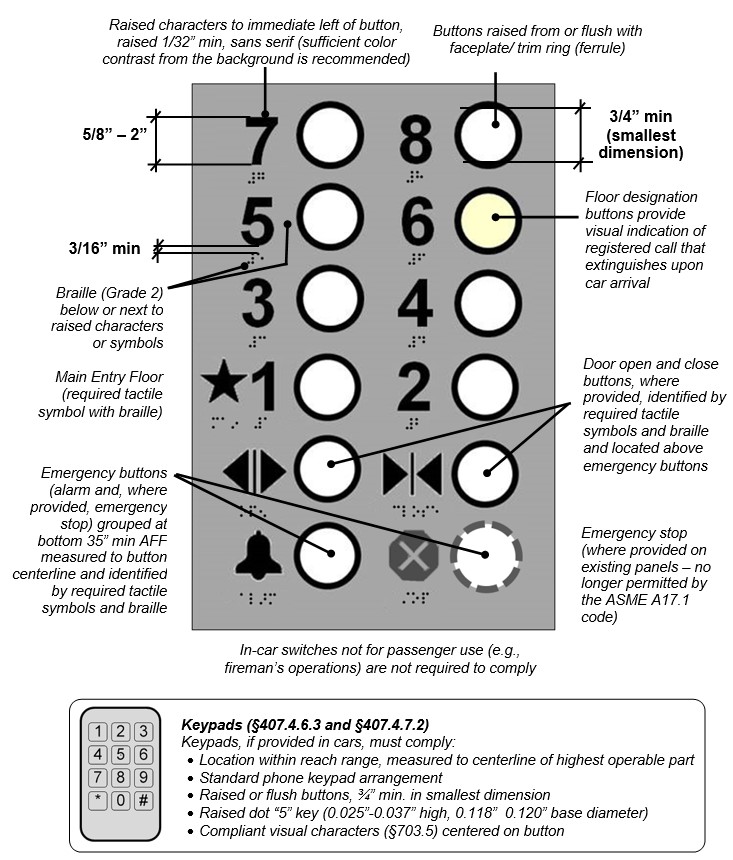 Raised characters to immediate left of button,
raised 1/32” min, sans serif (sufficient color
contrast from the background is recommended)
Buttons raised from or flush with
faceplate/ trim ring (ferrule)
5/8” – 2”
7
8
3/4” min
(smallest
dimension)
5
6
Floor designation
buttons provide
visual indication of
registered call that
extinguishes upon
car arrival
3/16” min
Braille (Grade 2)
below or next to
raised characters
or symbols
3
4
Main Entry Floor
(required tactile
symbol with braille)
1
2
Door open and close
buttons, where
provided, identified by
required tactile
symbols and braille
and located above
emergency buttons
Emergency buttons
(alarm and, where
provided, emergency
stop) grouped at
bottom 35” min AFF
measured to button
centerline and identified
by required tactile
symbols and braille
Emergency stop
(where provided on
existing panels – no
longer permitted by
the ASME A17.1
code)
In-car switches not for passenger use (e.g.,
fireman’s operations) are not required to comply
1 2 3
4 5 6
7 8 9
* 0 #
Keypads (§407.4.6.3 and §407.4.7.2)
Keypads, if provided in cars, must comply:
• Location within reach range, measured to centerline of highest operable part
• Standard phone keypad arrangement
• Raised or flush buttons, ¾” min. in smallest dimension
• Raised dot “5” key (0.025”-0.037” high, 0.118”  0.120” base diameter)
• Compliant visual characters (§703.5) centered on button